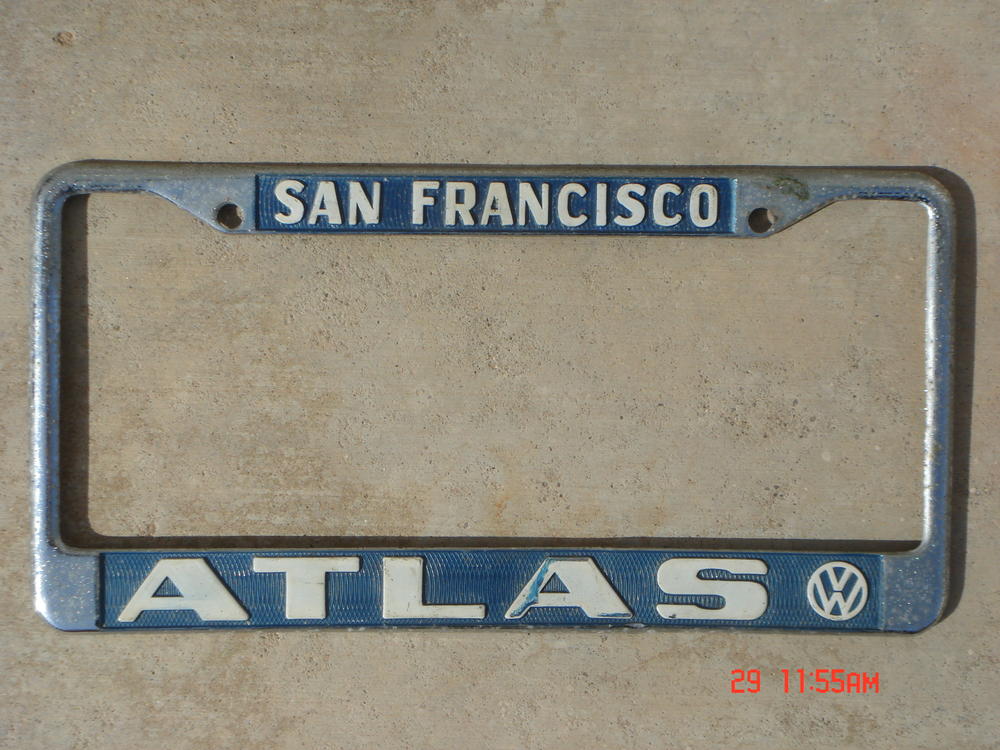 SAN FRANCISCO
ATLAS VW
29 11:55AM